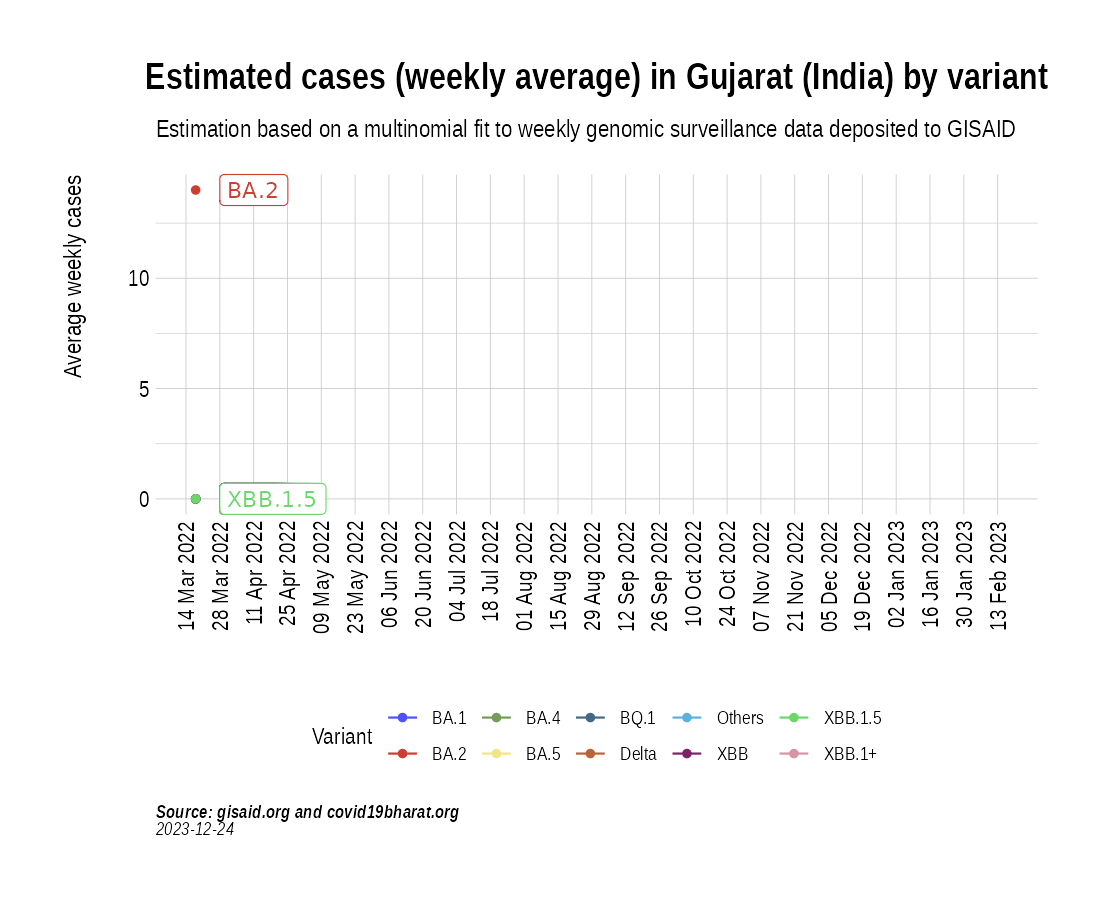 Estimated cases (weekly average) in Gujarat (India) by variant
Estimation based on a multinomial fit to weekly genomic surveillance data deposited to GISAID
Average weekly cases
BA.2
10
5
0
XBB.1.5
14 Mar 2022
28 Mar 2022
11 Apr 2022
25 Apr 2022
09 May 2022
23 May 2022
06 Jun 2022
20 Jun 2022
04 Jul 2022
18 Jul 2022
01 Aug 2022
15 Aug 2022
29 Aug 2022
12 Sep 2022
26 Sep 2022
10 Oct 2022
24 Oct 2022
07 Nov 2022
21 Nov 2022
05 Dec 2022
19 Dec 2022
02 Jan 2023
16 Jan 2023
30 Jan 2023
13 Feb 2023
Variant
BA.1 BA.4 BQ.1 Others XBB.1.5
BA.2 BA.5 Delta XBB XBB.1+
Source: gisaid.org and covid19bharat.org
2023-12-24